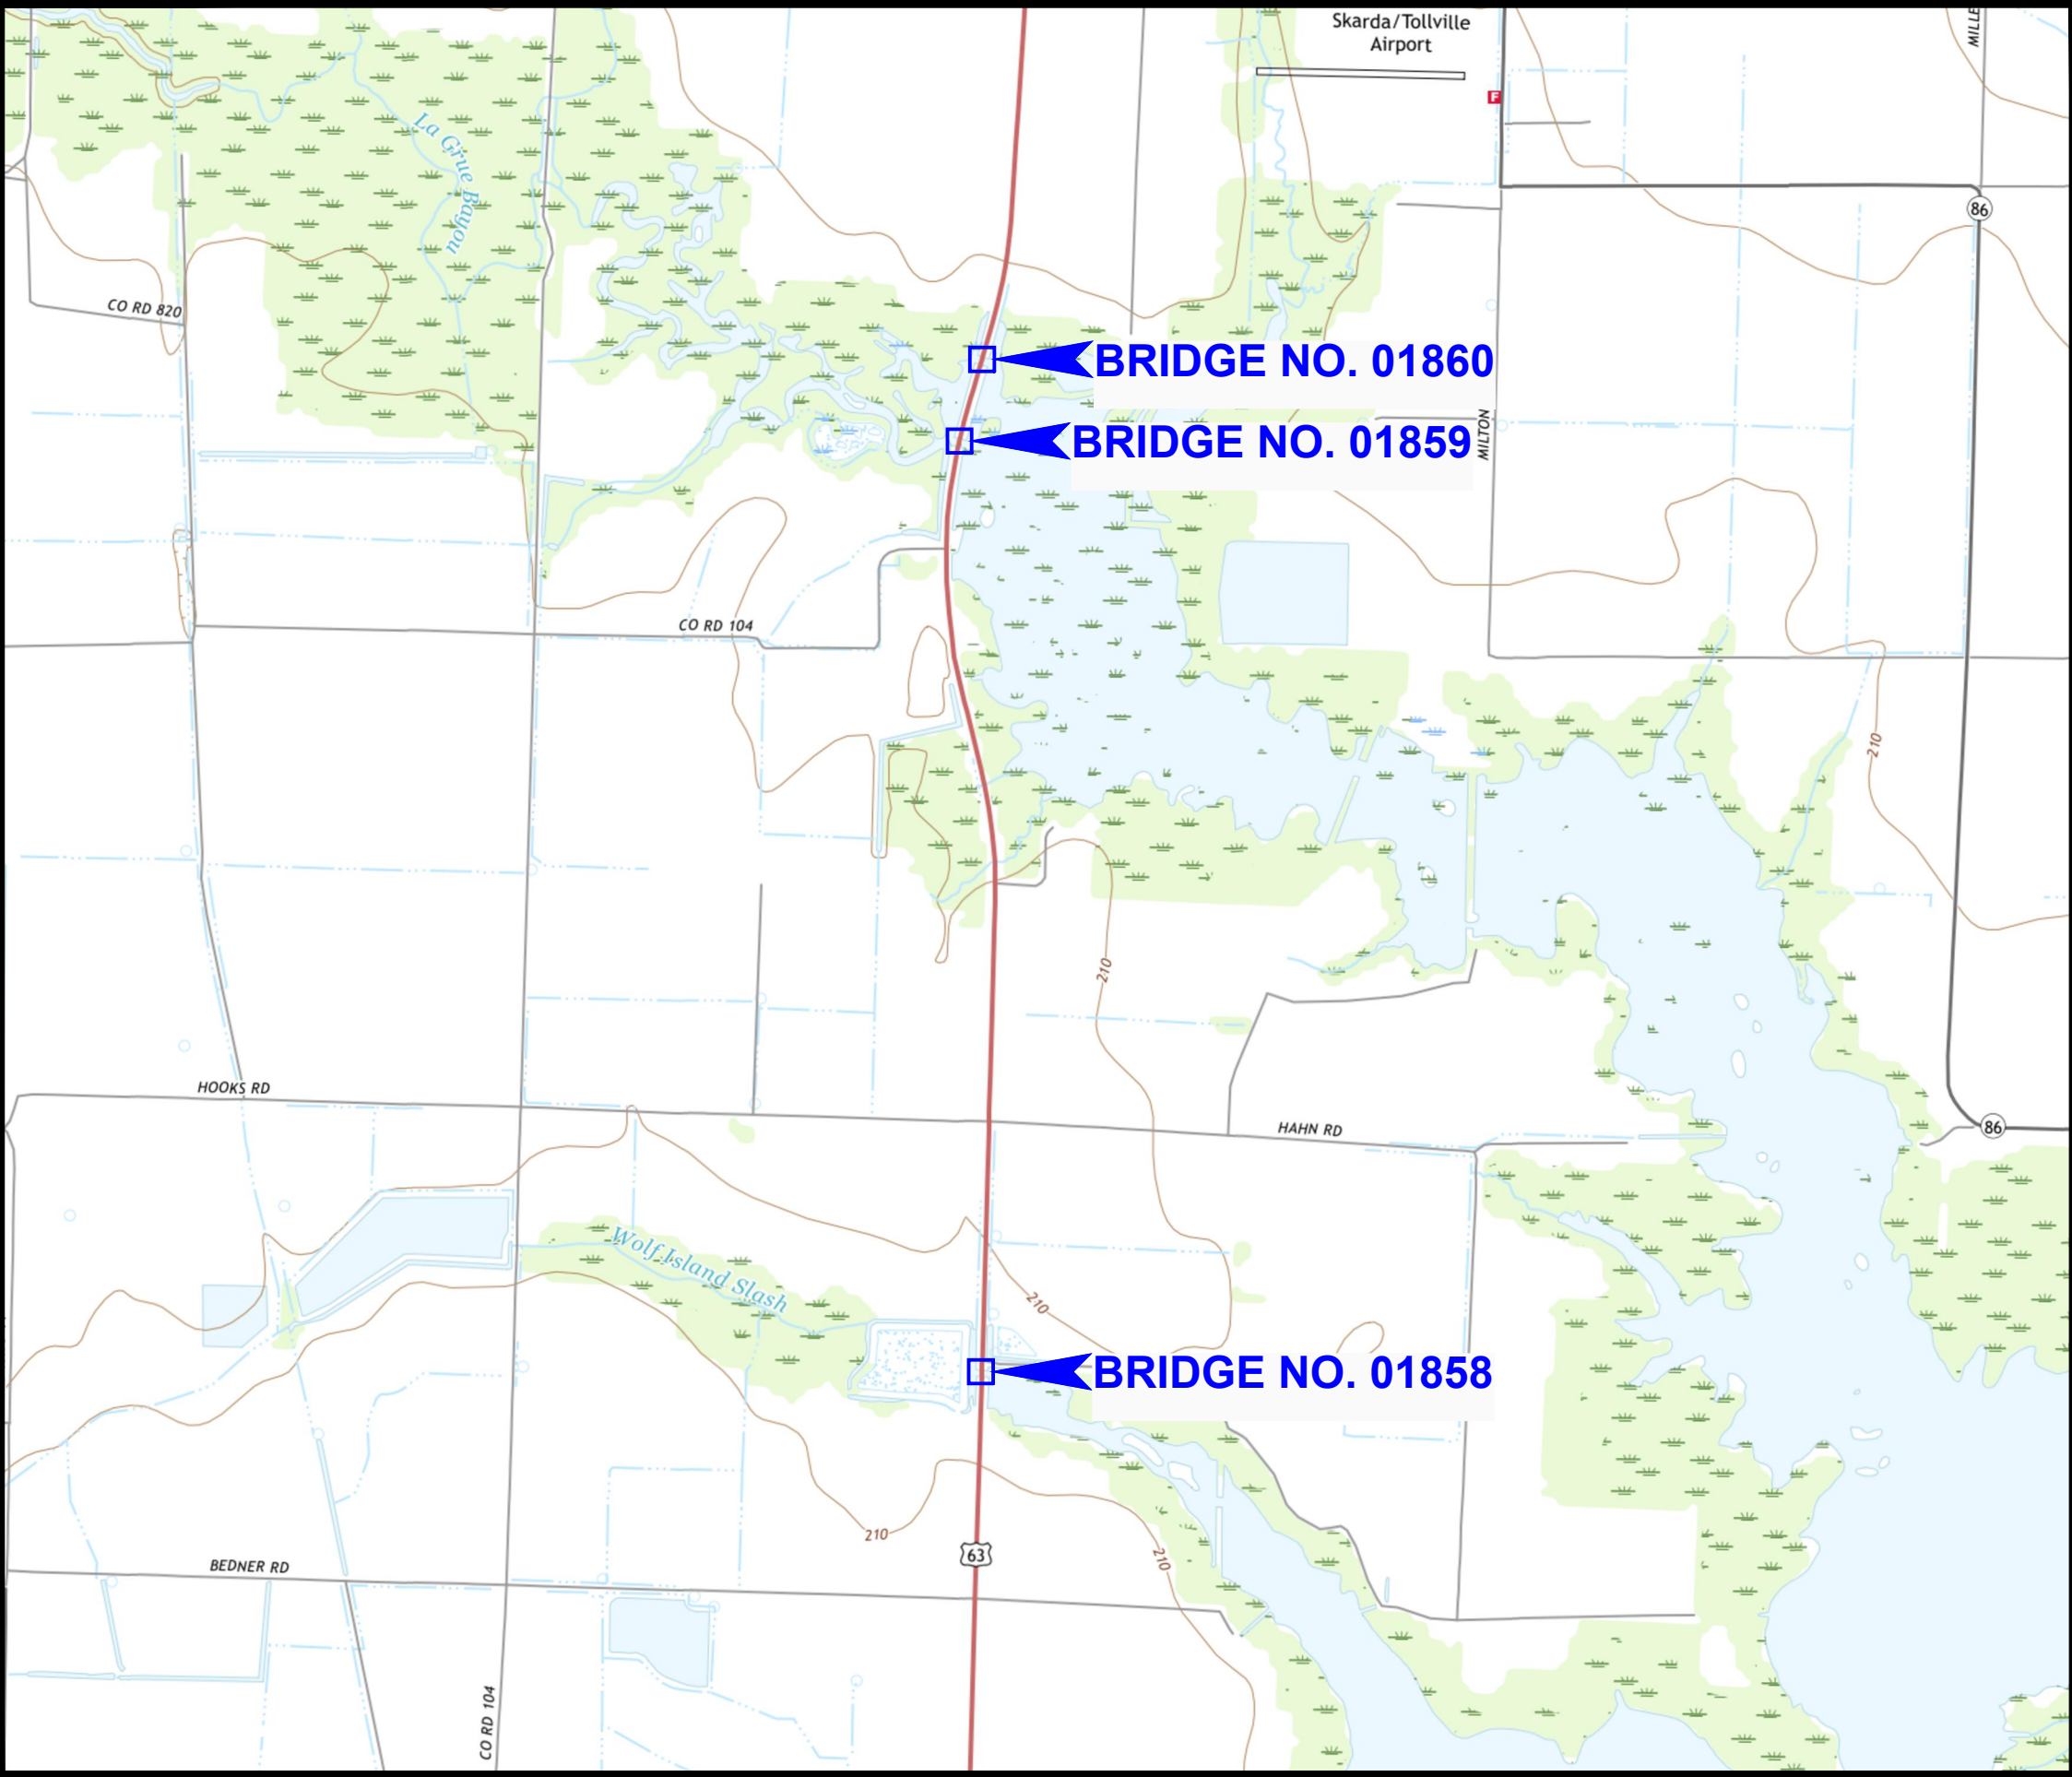 Skarda/Tollville
Airport
MILLE
F
La Grue Bayou
86
CO RD 820
BRIDGE NO. 01860
MILTON
BRIDGE NO. 01859
CO RD 104
210
210
HOOKS RD
HAHN RD
86
Wolf Island Slash
210
BRIDGE NO. 01858
210
63
210
BEDNER RD
CO RD 104